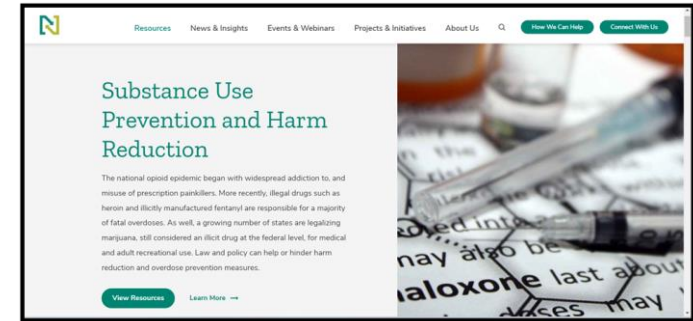 Resources News & Insights Events & Webinars Projects & Initiatives About Us How We Can Help Connect With Us
Substance Use
Prevention and Harm
Reduction
The national opioid epidemic began with widespread addiction to, and
misuse of prescription painkillers. More recently, illegal drugs such as
heroin and illicitly manufactured fentanyl are responsible for a majority
of fatal overdoses. As well, a growing number of states are legalizing
marijuana, still considered an illicit drug at the federal level, for medical
and adult recreational use. Law and policy can help or hinder harm
reduction and overdose prevention measures.
View Resources Learn More →
the
may also be
naloxone last about
may